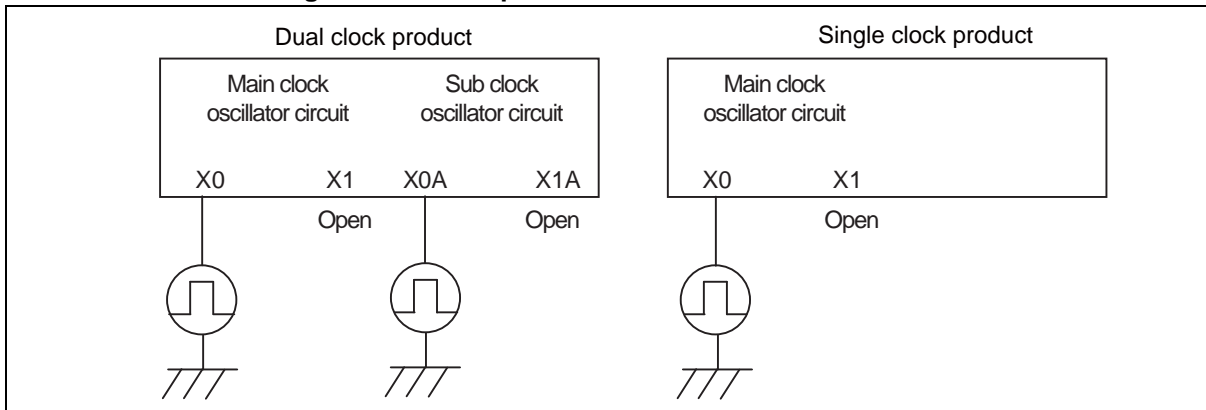 Dual clock product
Single clock product
Main clock
oscillator circuit
Sub clock
oscillator circuit
Main clock
oscillator circuit
X0
X1
X0A
X1A
X0
X1
Open
Open
Open